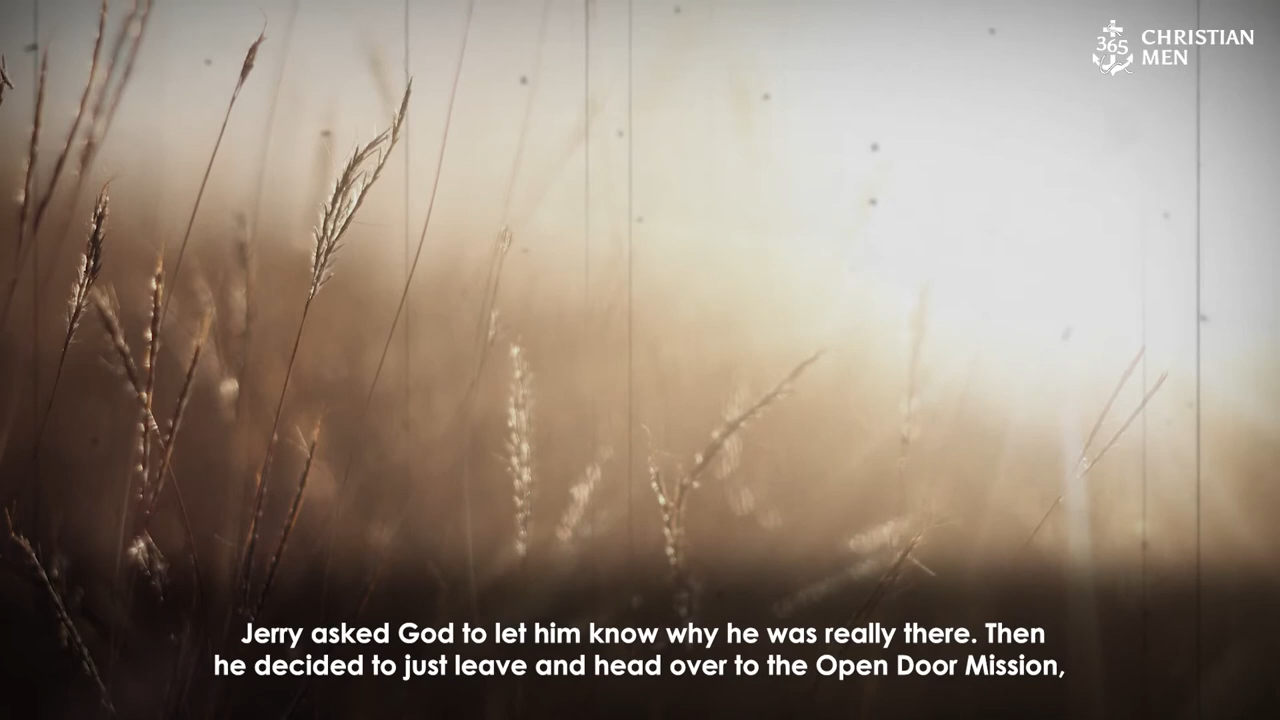 365
CHRISTIAN
MEN
Jerry asked God to let him know why he was really there. Then
he decided to just leave and head over to the Open Door Mission,